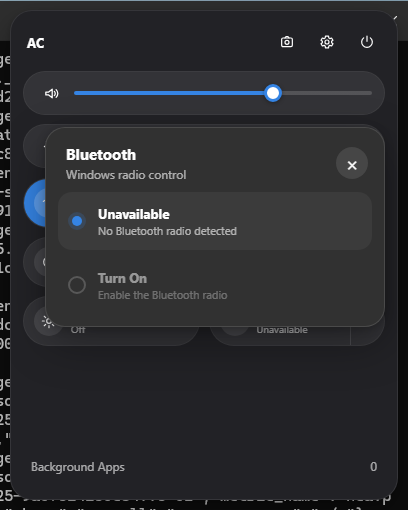 AC
Bluetooth
Windows radio control
Unavailable
No Bluetooth radio detected
Turn On
Enable the Bluetooth radio
Off
Unavailable
Background Apps
0